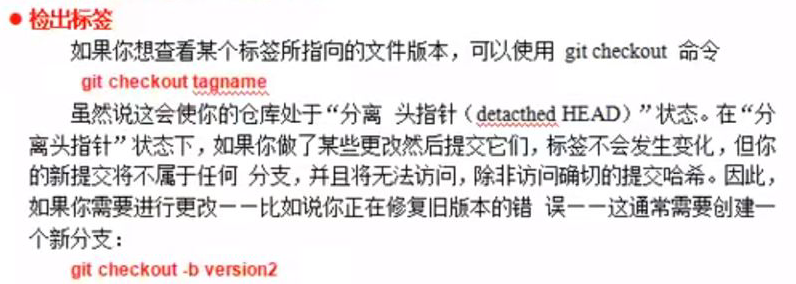 ● 检出标签
如果你想查看某个标签所指向的文件版本，可以使用 git checkout 命令
git checkout tagname
虽然说这会使你的仓库处于“分离 头指针（detacthed HEAD）”状态。在“分
离头指针”状态下，如果你做了某些更改然后提交它们，标签不会发生变化，但你
的新提交将不属于任何 分支，并且将无法访问，除非访问确切的提交哈希。因此，
如果你需要进行更改——比如说你正在修复旧版本的错 误——这通常需要创建一
个新分支：
git checkout -b version2